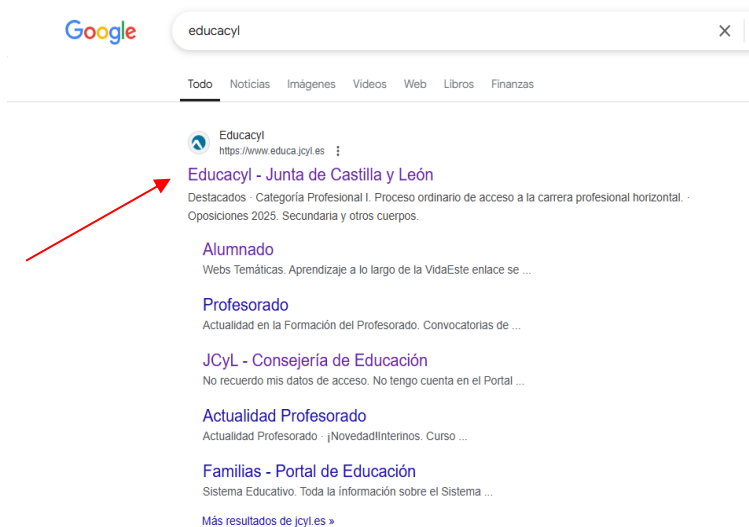 Google
educacyl
Todo Noticias Imágenes Videos Web Libros Finanzas
Educacyl
https://www.educa.jcyl.es
Educacyl - Junta de Castilla y León
Destacados · Categoría Profesional I. Proceso ordinario de acceso a la carrera profesional horizontal. ·
Oposiciones 2025. Secundaria y otros cuerpos.
Alumnado
Webs Temáticas. Aprendizaje a lo largo de la VidaEste enlace se ...
Profesorado
Actualidad en la Formación del Profesorado. Convocatorias de ...
JCyL - Consejería de Educación
No recuerdo mis datos de acceso. No tengo cuenta en el Portal ...
Actualidad Profesorado
Actualidad Profesorado · ¡Novedad!Interinos. Curso ...
Familias - Portal de Educación
Sistema Educativo. Toda la información sobre el Sistema ...
Más resultados de jcyl.es »